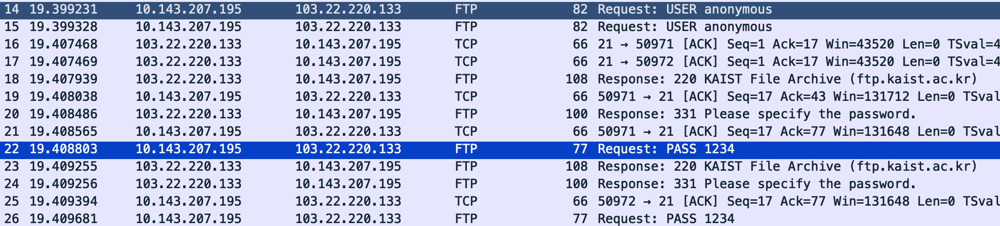 14 19.399231 10.143.207.195 103.22.220.133 FTP 82 Request: USER anonymous
15 19.399328 10.143.207.195 103.22.220.133 FTP 82 Request: USER anonymous
16 19.407468 103.22.220.133 10.143.207.195 TCP 66 21 → 50971 [ACK] Seq=1 Ack=17 Win=43520 Len=0 TSval=4
17 19.407469 103.22.220.133 10.143.207.195 TCP 66 21 → 50972 [ACK] Seq=1 Ack=17 Win=43520 Len=0 TSval=4
18 19.407939 103.22.220.133 10.143.207.195 FTP 108 Response: 220 KAIST File Archive (ftp.kaist.ac.kr)
19 19.408038 10.143.207.195 103.22.220.133 TCP 66 50971 → 21 [ACK] Seq=17 Ack=43 Win=131712 Len=0 TSval
20 19.408486 103.22.220.133 10.143.207.195 FTP 100 Response: 331 Please specify the password.
21 19.408565 10.143.207.195 103.22.220.133 TCP 66 50971 → 21 [ACK] Seq=17 Ack=77 Win=131648 Len=0 TSval
22 19.408803 10.143.207.195 103.22.220.133 FTP 77 Request: PASS 1234
23 19.409255 103.22.220.133 10.143.207.195 FTP 108 Response: 220 KAIST File Archive (ftp.kaist.ac.kr)
24 19.409256 103.22.220.133 10.143.207.195 FTP 100 Response: 331 Please specify the password.
25 19.409394 10.143.207.195 103.22.220.133 TCP 66 50972 → 21 [ACK] Seq=17 Ack=77 Win=131648 Len=0 TSval
26 19.409681 10.143.207.195 103.22.220.133 FTP 77 Request: PASS 1234